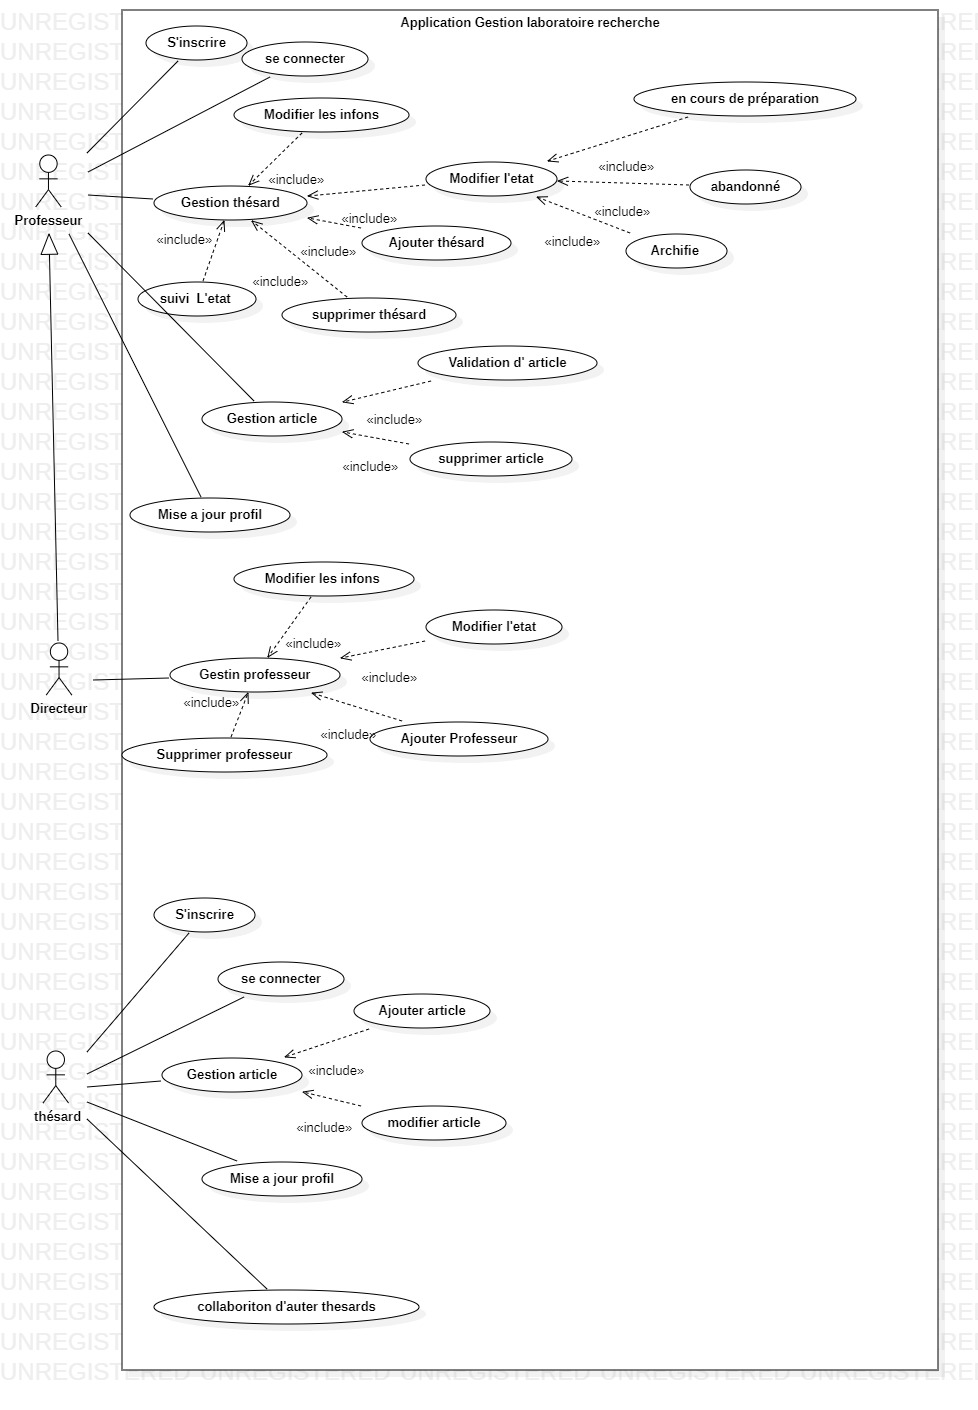 Application Gestion laboratoire recherche
S'inscrire
se connecter
Modifier les infons
en cours de préparation
«include»
Modifier l'etat
«include»
abandonné
Gestion thésard
Professeur
«include»
«include»
«include»
Ajouter thésard
«include»
«include»
Archifie
«include»
suivi L'etat
supprimer thésard
Validation d' article
Gestion article
«include»
supprimer article
«include»
Mise a jour profil
Modifier les infons
Modifier l'etat
«include»
Gestin professeur
«include»
«include»
Directeur
«include»
Ajouter Professeur
Supprimer professeur
S'inscrire
se connecter
Ajouter article
Gestion article
«include»
thésard
modifier article
«include»
Mise a jour profil
collaboriton d'auter thesards
UNREGISTERED UNREGISTERED UNREGISTERED UNREGISTERED